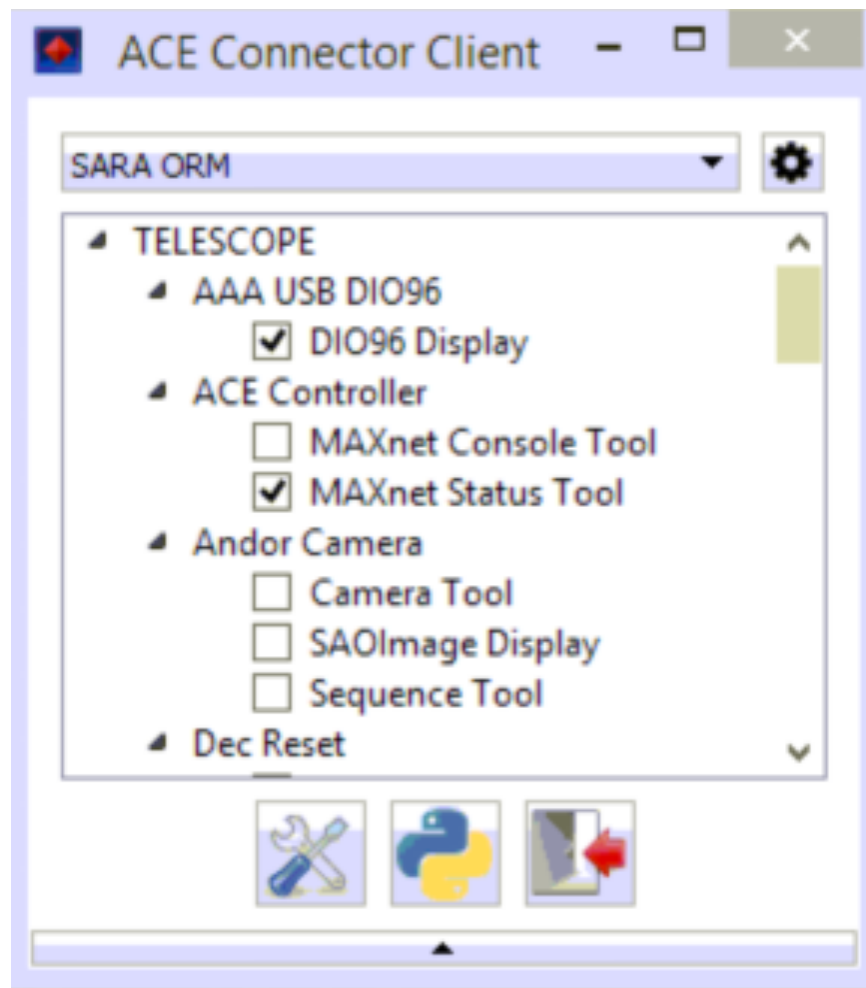 ACE Connector Client
SARA ORM
TELESCOPE
AAA USB DIO96
DIO96 Display
ACE Controller
MAXnet Console Tool
MAXnet Status Tool
Andor Camera
Camera Tool
SAOImage Display
Sequence Tool
Dec Reset